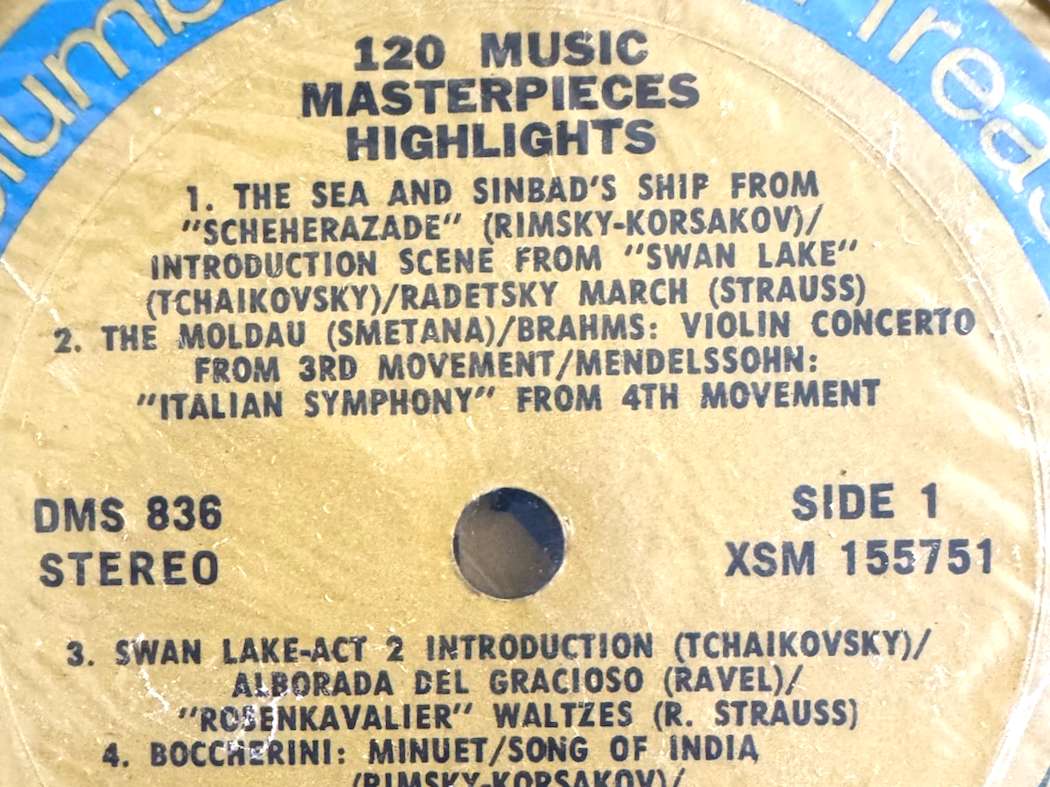 120 MUSIC
MASTERPIECES
HIGHLIGHTS
1. THE SEA AND SINBAD'S SHIP FROM
"SCHEHERAZADE" (RIMSKY-KORSAKOV)/
INTRODUCTION SCENE FROM "SWAN LAKE"
(TCHAIKOVSKY)/RADETSKY MARCH (STRAUSS)
2. THE MOLDAU (SMETANA)/BRAHMS: VIOLIN CONCERTO
FROM 3RD MOVEMENT/MENDELSSOHN:
"ITALIAN SYMPHONY" FROM 4TH MOVEMENT
DMS 836
STEREO
SIDE 1
XSM 155751
3. SWAN LAKE-ACT 2 INTRODUCTION (TCHAIKOVSKY)/
ALBORADA DEL GRACIOSO (RAVEL)/
"ROSENKAVALIER" WALTZES (R. STRAUSS)
4. BOCCHERINI: MINUET/SONG OF INDIA
(RIMSKY-KORSAKOV)/